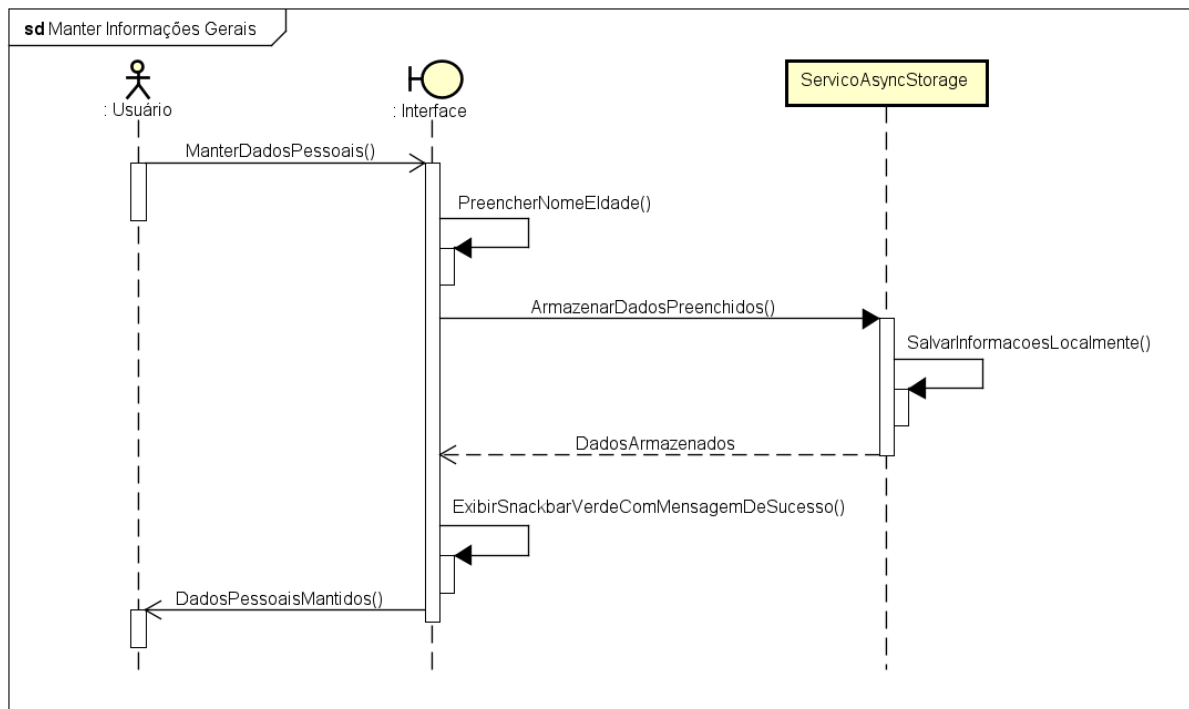 sd Manter Informações Gerais
: Usuário
: Interface
ServicoAsyncStorage
ManterDadosPessoais()
PreencherNomeEIdade()
ArmazenarDadosPreenchidos()
SalvarInformacoesLocalmente()
DadosArmazenados
ExibirSnackbarVerdeComMensagemDeSucesso()
DadosPessoaisMantidos()